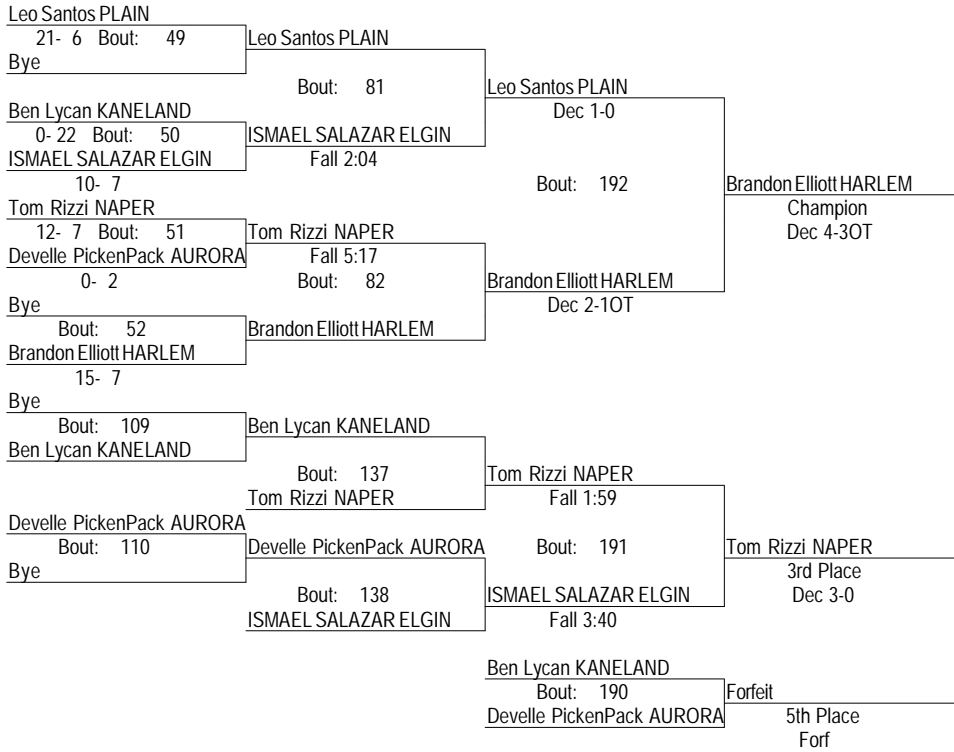 Leo Santos PLAIN
21- 6 Bout: 49
Leo Santos PLAIN
Bye
Bout: 81
Leo Santos PLAIN
Ben Lycan KANELAND
Dec 1-0
0- 22 Bout: 50
ISMAEL SALAZAR ELGIN
ISMAEL SALAZAR ELGIN
Fall 2:04
10- 7
Bout: 192
Brandon Elliott HARLEM
Tom Rizzi NAPER
Champion
12- 7 Bout: 51
Tom Rizzi NAPER
Dec 4-3OT
Develle PickenPack AURORA
Fall 5:17
0- 2
Bout: 82
Brandon Elliott HARLEM
Bye
Dec 2-1OT
Bout: 52
Brandon Elliott HARLEM
Brandon Elliott HARLEM
15- 7
Bye
Bout: 109
Ben Lycan KANELAND
Ben Lycan KANELAND
Bout: 137
Tom Rizzi NAPER
Tom Rizzi NAPER
Fall 1:59
Develle PickenPack AURORA
Bout: 110
Develle PickenPack AURORA
Bout: 191
Tom Rizzi NAPER
Bye
3rd Place
Bout: 138
ISMAEL SALAZAR ELGIN
Dec 3-0
ISMAEL SALAZAR ELGIN
Fall 3:40
Ben Lycan KANELAND
Bout: 190
Forfeit
Develle PickenPack AURORA
5th Place
Forf